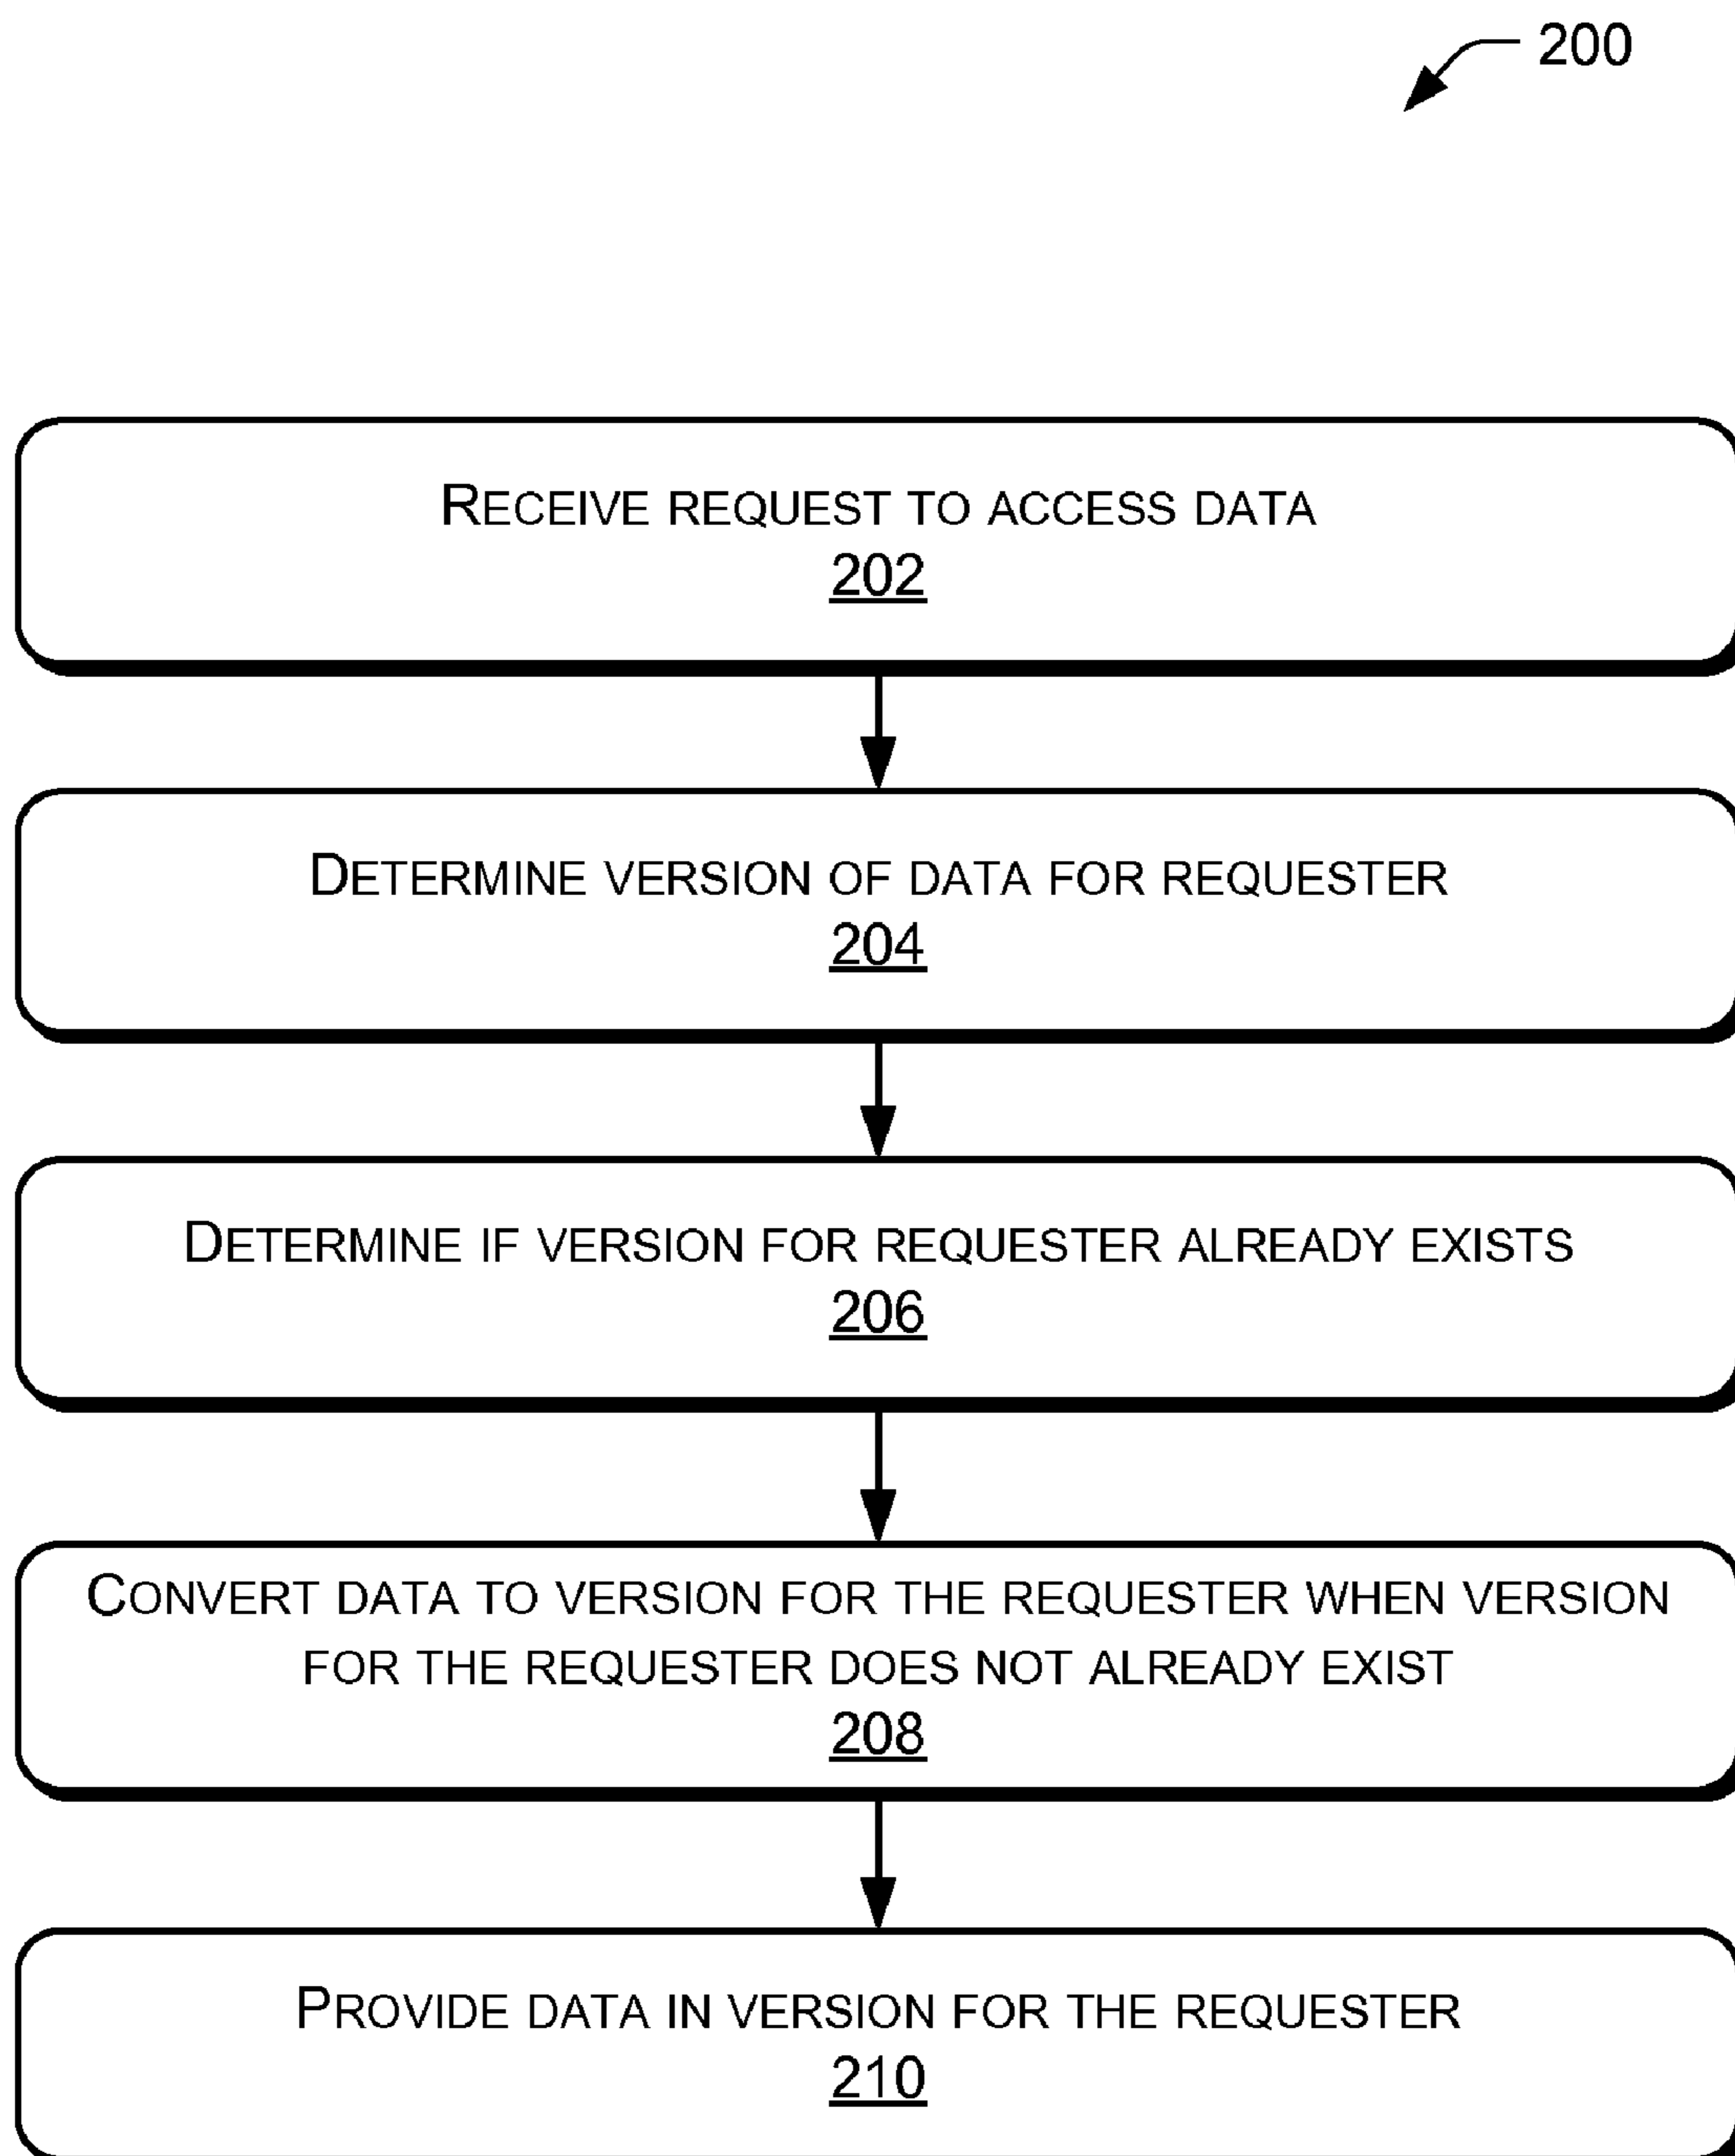 200
RECEIVE REQUEST TO ACCESS DATA
202
DETERMINE VERSION OF DATA FOR REQUESTER
204
DETERMINE IF VERSION FOR REQUESTER ALREADY EXISTS
206
CONVERT DATA TO VERSION FOR THE REQUESTER WHEN VERSION
FOR THE REQUESTER DOES NOT ALREADY EXIST
208
PROVIDE DATA IN VERSION FOR THE REQUESTER
210